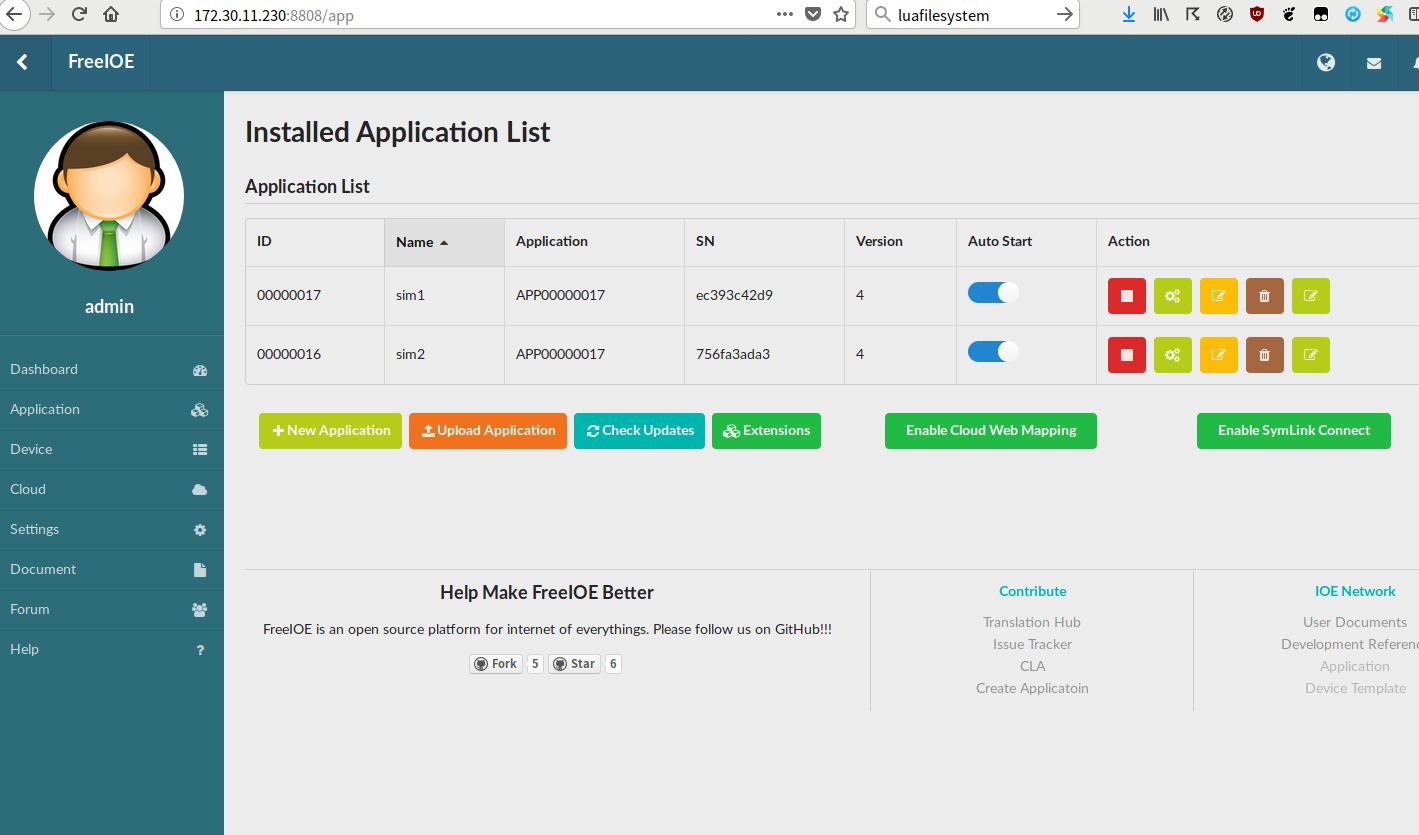 172.30.11.230:8808/app
luafilesystem
FreeIOE
admin
Dashboard
Application
Device
Cloud
Settings
Document
Forum
Help
Installed Application List
Application List
ID Name Application SN Version Auto Start Action
00000017 sim1 APP00000017 ec393c42d9 4
00000016 sim2 APP00000017 756fa3ada3 4
New Application Upload Application Check Updates Extensions Enable Cloud Web Mapping Enable SymLink Connect
Help Make FreeIOE Better
FreeIOE is an open source platform for internet of everythings. Please follow us on GitHub!!!
Fork 5 Star 6
Contribute
Translation Hub
Issue Tracker
CLA
Create Applicatoin
IOE Network
User Documents
Development Referenc
Application
Device Template